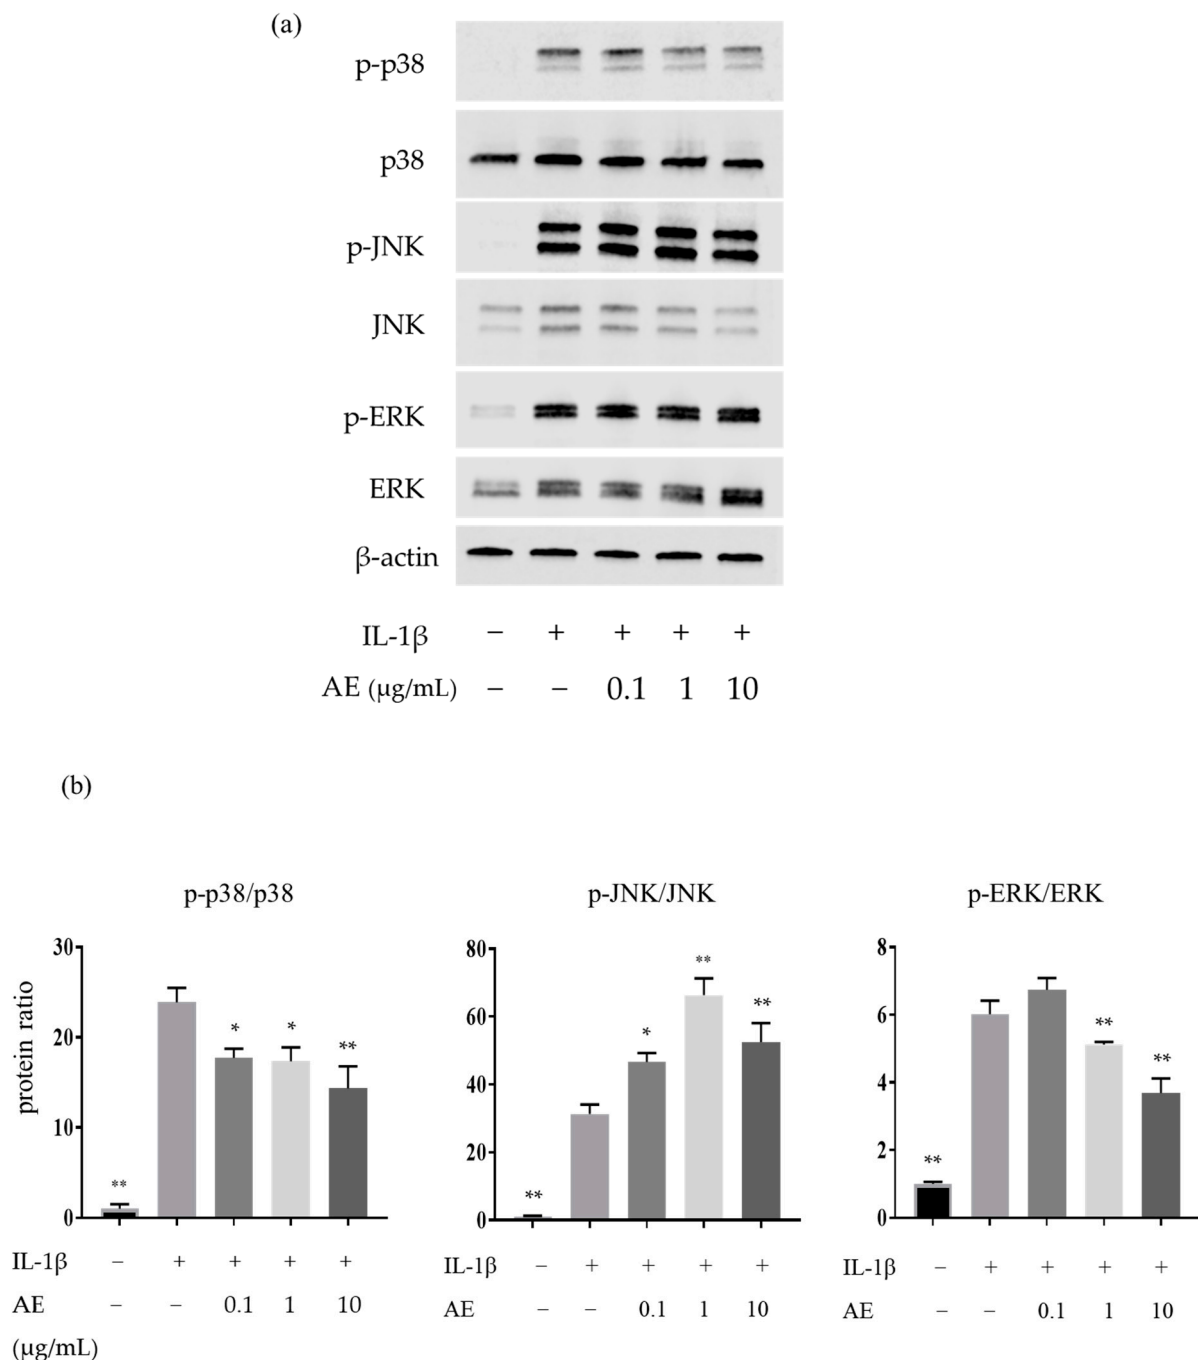 (a)
p-p38
p38
p-JNK
JNK
p-ERK
ERK
β-actin
IL-1β − + + + +
AE (μg/mL) − − 0.1 1 10
(b)
p-p38/p38
30
20
10
0
protein ratio
** * * **
IL-1β − + + + +
AE − − 0.1 1 10
(μg/mL)
p-JNK/JNK
80
60
40
20
0
** * ** **
IL-1β − + + + +
AE − − 0.1 1 10
p-ERK/ERK
8
6
4
2
0
** ** **
IL-1β − + + + +
AE − − 0.1 1 10